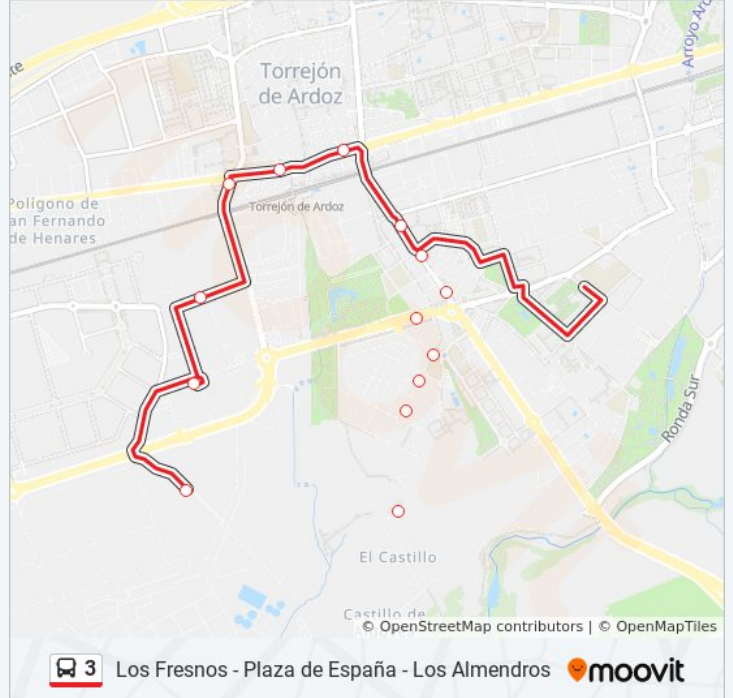 Arroyo Ard
Torrejón
de Ardoz
Polígono de
an Fernando
de Henares
Torrejón de Ardoz
Ronda Sur
El Castillo
Castillo de
© OpenStreetMap contributors | © OpenMapTiles
3 Los Fresnos - Plaza de España - Los Almendros moovit